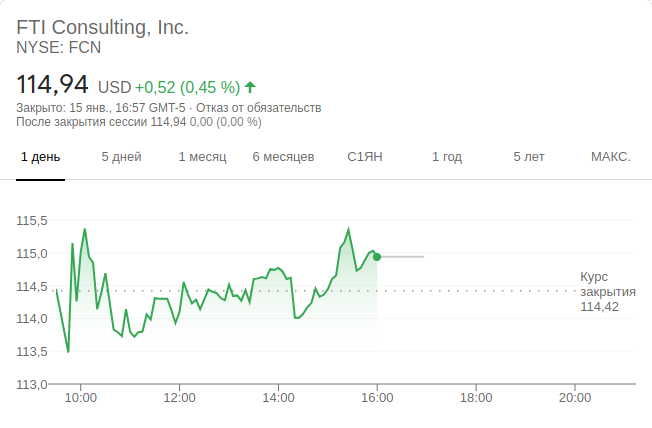 FTI Consulting, Inc.
NYSE: FCN
114,94 USD +0,52 (0,45 %)
Закрыто: 15 янв., 16:57 GMT-5 · Отказ от обязательств
После закрытия сессии 114,94 0,00 (0,00 %)
1 день 5 дней 1 месяц 6 месяцев С1ЯН 1 год 5 лет МАКС.
115,5
115,0
114,5
114,0
113,5
113,0
Курс
закрытия
114,42
10:00 12:00 14:00 16:00 18:00 20:00